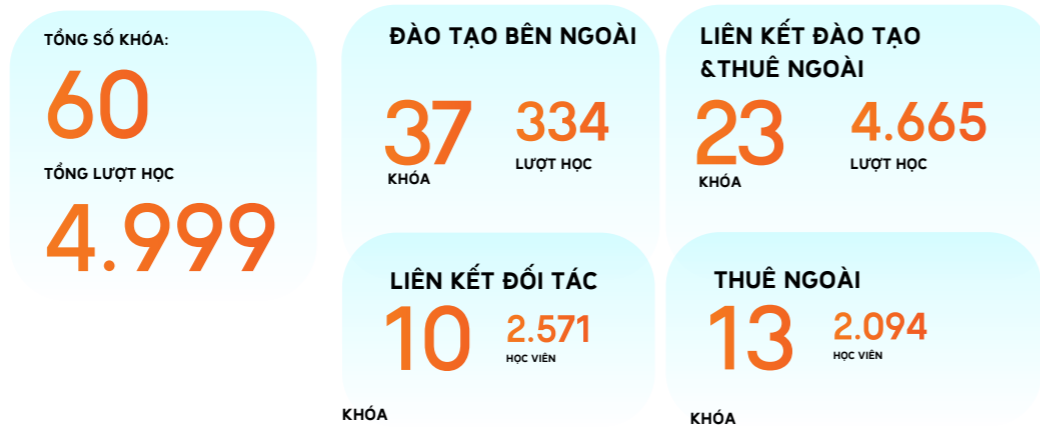 TỔNG SỐ KHÓA:
60
TỔNG LƯỢT HỌC
4.999
ĐÀO TẠO BÊN NGOÀI
37
KHÓA
334
LƯỢT HỌC
LIÊN KẾT ĐÀO TẠO
&THUÊ NGOÀI
23
KHÓA
4.665
LƯỢT HỌC
LIÊN KẾT ĐỐI TÁC
10
2.571
HỌC VIÊN
KHÓA
THUÊ NGOÀI
13
2.094
HỌC VIÊN
KHÓA